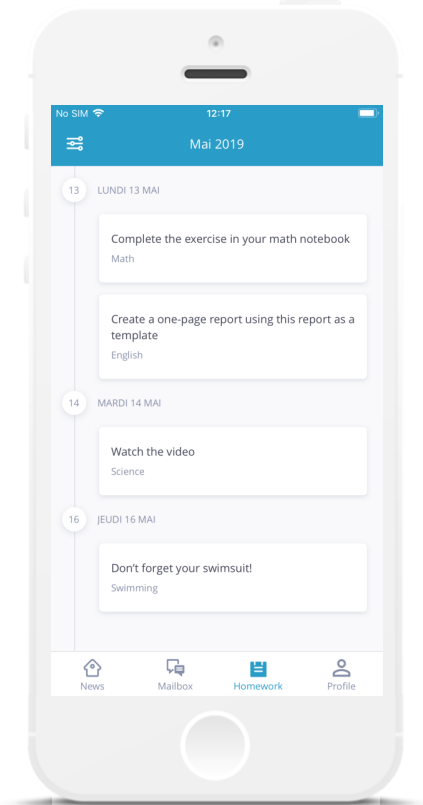 No SIM 12:17
Mai 2019
13 LUNDI 13 MAI
Complete the exercise in your math notebook
Math
Create a one-page report using this report as a
template
English
14 MARDI 14 MAI
Watch the video
Science
16 JEUDI 16 MAI
Don't forget your swimsuit!
Swimming
News Mailbox Homework Profile